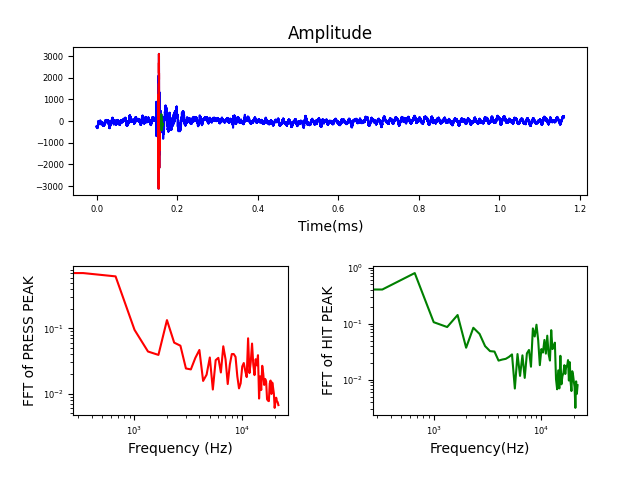 Amplitude
3000
2000
1000
0
−1000
−2000
−3000
0.0 0.2 0.4 0.6 0.8 1.0 1.2
Time(ms)
FFT of PRESS PEAK
10⁻¹
10⁻²
10³ 10⁴
Frequency (Hz)
FFT of HIT PEAK
10⁰
10⁻¹
10⁻²
10³ 10⁴
Frequency(Hz)